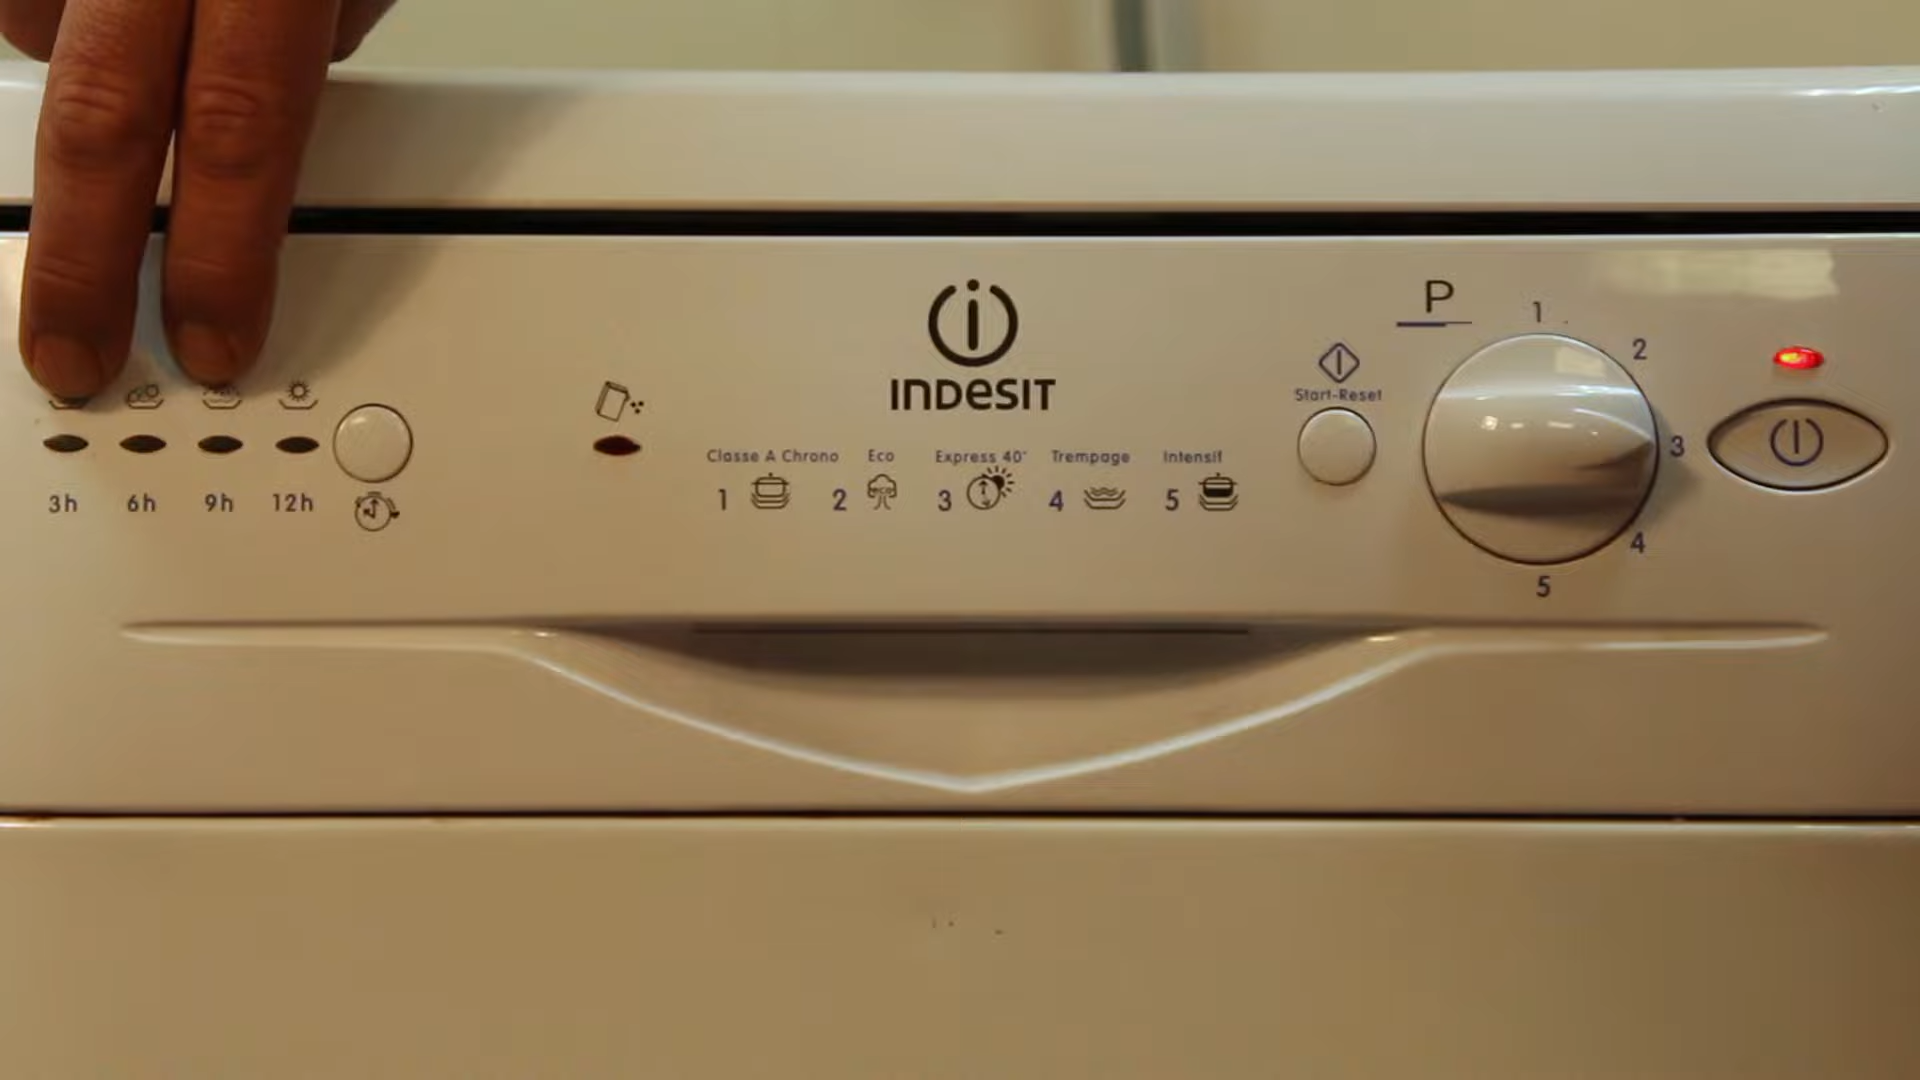 INDESIT
P
1
2
3
4
5
Start-Reset
Classe A Chrono
Eco
Express 40°
Trempage
Intensif
1
2
eco
3
4
5
3h
6h
9h
12h